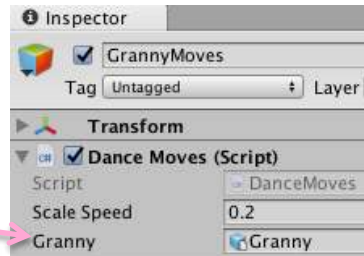 Inspector
GrannyMoves
Tag Untagged Layer
Transform
Dance Moves (Script)
Script DanceMoves
Scale Speed 0.2
Granny Granny